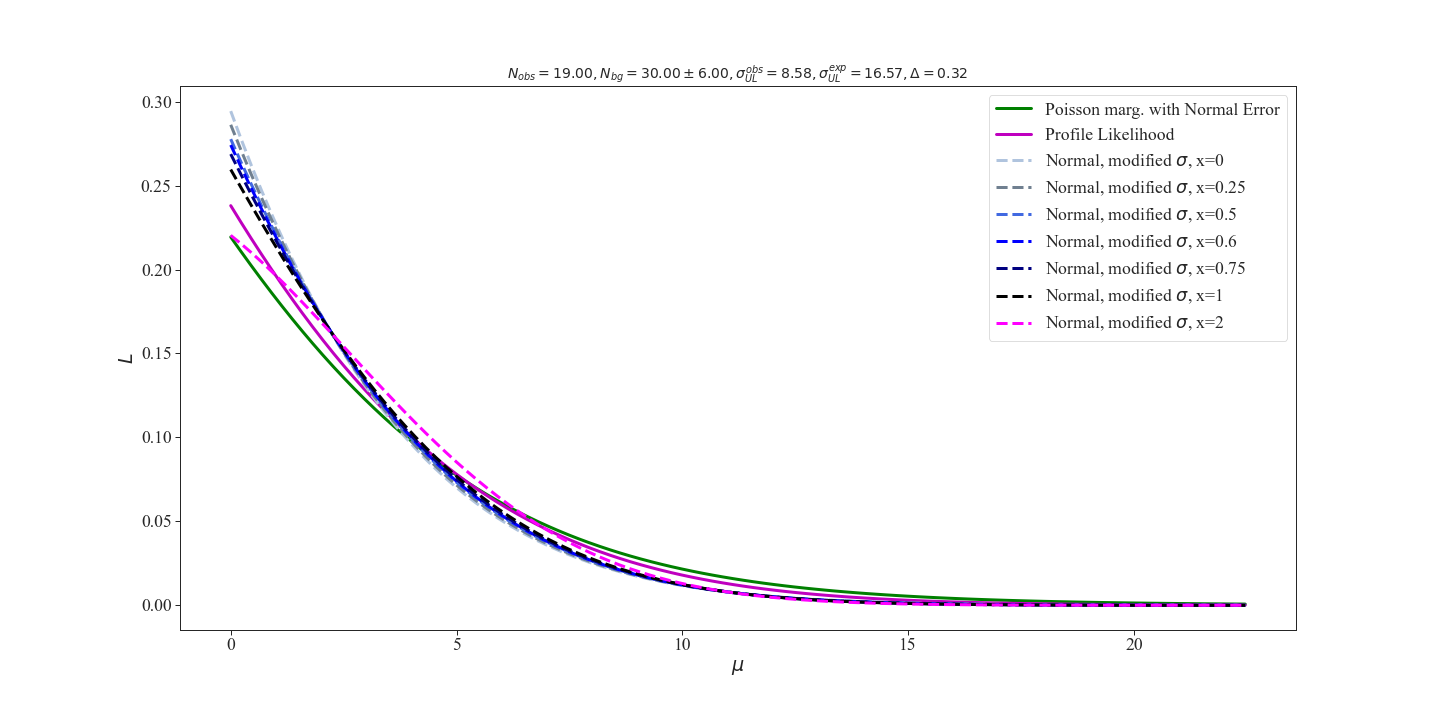 N_obs = 19.00, N_bg = 30.00 ± 6.00, σ_UL^obs = 8.58, σ_UL^exp = 16.57, Δ = 0.32
0.30
0.25
0.20
0.15
0.10
0.05
0.00
L
0 5 10 15 20
μ
Poisson marg. with Normal Error
Profile Likelihood
Normal, modified σ, x=0
Normal, modified σ, x=0.25
Normal, modified σ, x=0.5
Normal, modified σ, x=0.6
Normal, modified σ, x=0.75
Normal, modified σ, x=1
Normal, modified σ, x=2